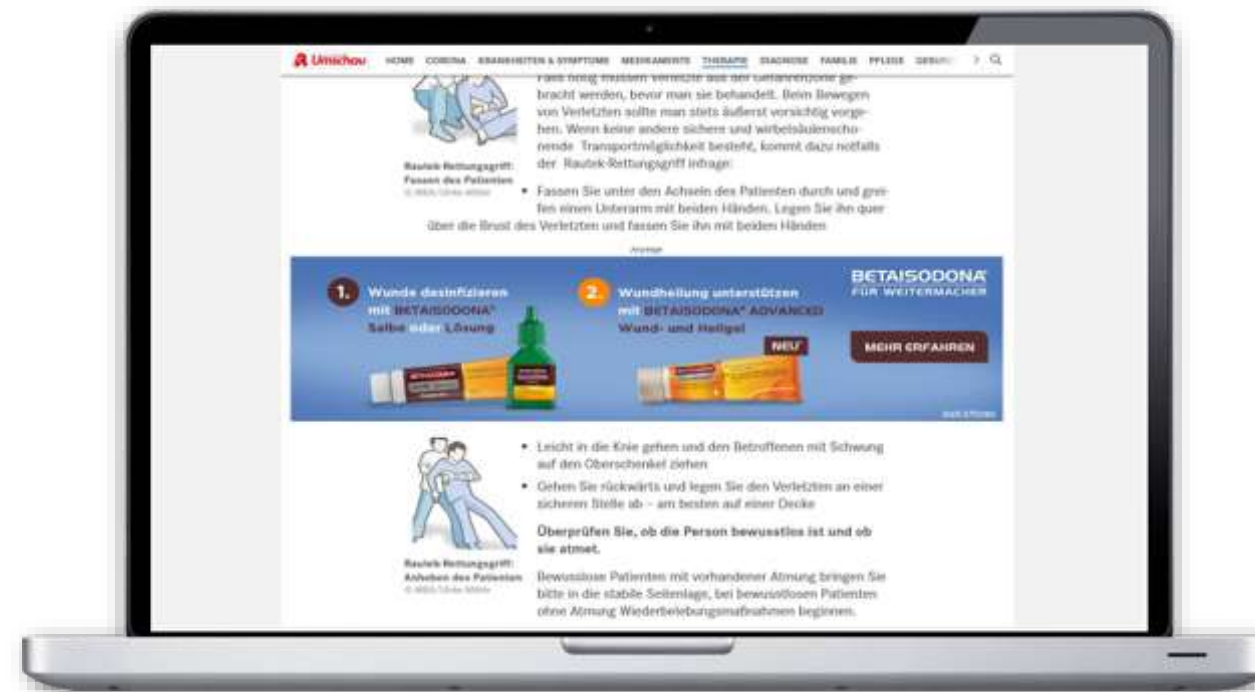 Umschau HOME CORONA KRANKHEITEN & SYMPTOME MEDIKAMENTE THERAPIE DIAGNOSE FAMILIE PFLEGE
Falls nötig müssen Verletzte aus der Gefahrenzone ge-
bracht werden, bevor man sie behandelt. Beim Bewegen
von Verletzten sollte man stets äußerst vorsichtig vorge-
hen. Wenn keine andere sichere und wirbelsäulenscho-
nende Transportmöglichkeit besteht, kommt dazu notfalls
der Rautek-Rettungsgriff infrage:
Rautek-Rettungsgriff:
Fassen des Patienten
• Fassen Sie unter den Achseln des Patienten durch und grei-
fen einen Unterarm mit beiden Händen. Legen Sie ihn quer
über die Brust des Verletzten und fassen Sie ihn mit beiden Händen
Anzeige
1. Wunde desinfizieren
mit BETAISODONA®
Salbe oder Lösung
2. Wundheilung unterstützen
mit BETAISODONA® ADVANCED
Wund- und Heilgel
NEU
BETAISODONA®
FÜR WEITERMACHER
MEHR ERFAHREN
• Leicht in die Knie gehen und den Betroffenen mit Schwung
auf den Oberschenkel ziehen
• Gehen Sie rückwärts und legen Sie den Verletzten an einer
sicheren Stelle ab – am besten auf einer Decke
Überprüfen Sie, ob die Person bewusstlos ist und ob
sie atmet.
Rautek-Rettungsgriff:
Anheben des Patienten
Bewusstlose Patienten mit vorhandener Atmung bringen Sie
bitte in die stabile Seitenlage, bei bewusstlosen Patienten
ohne Atmung Wiederbelebungsmaßnahmen beginnen.